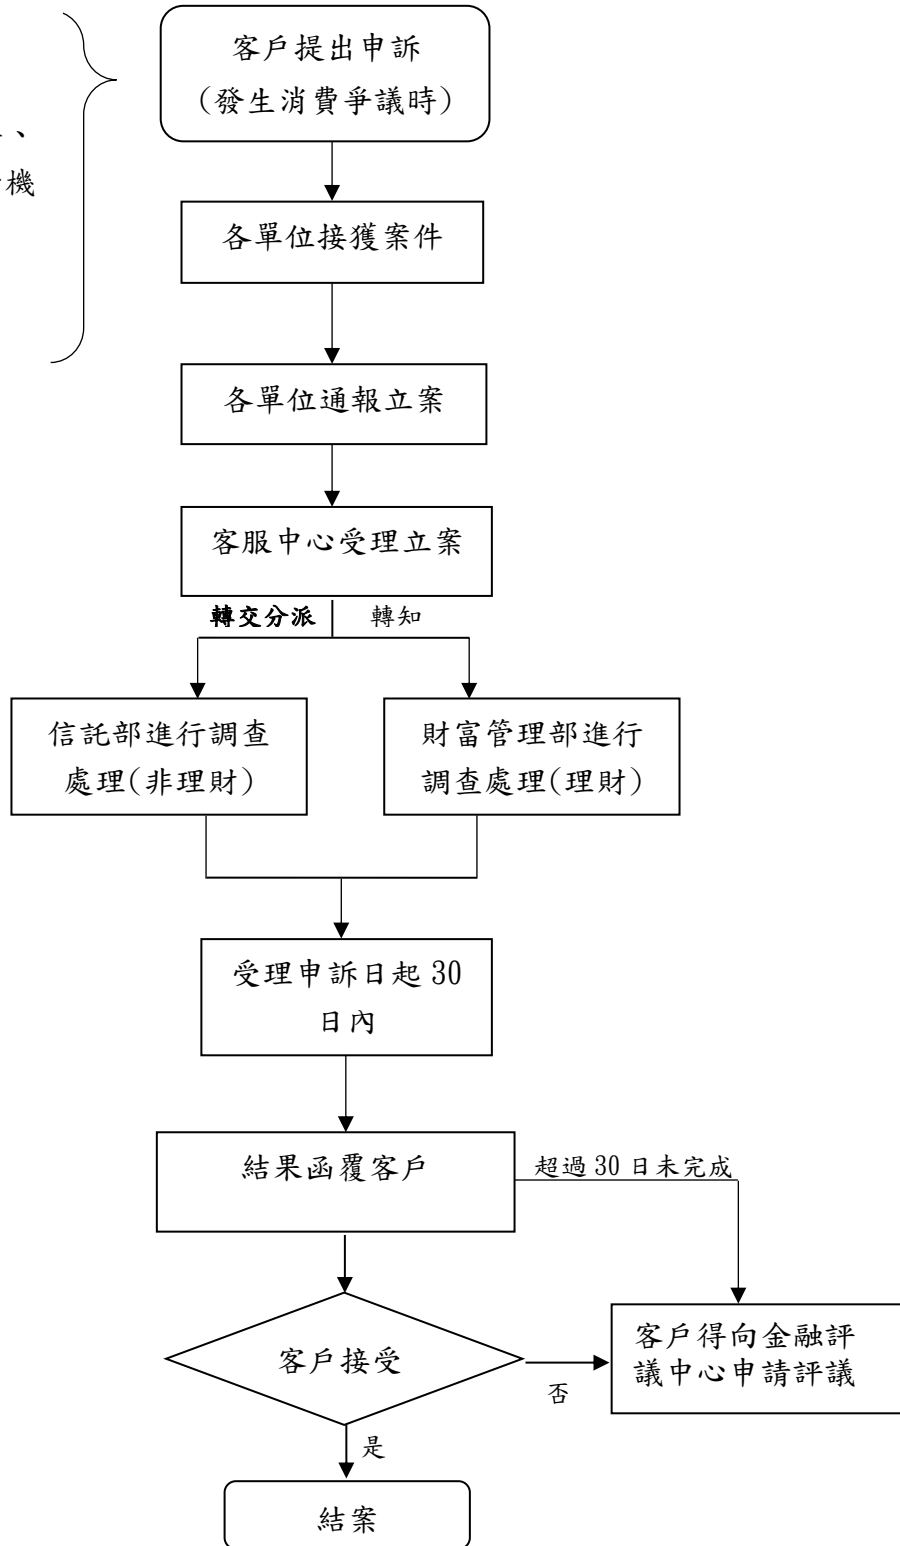 客戶提出申訴
(發生消費爭議時)
、
機
各單位接獲案件
各單位通報立案
客服中心受理立案
轉交分派
轉知
信託部進行調查
處理(非理財)
財富管理部進行
調查處理(理財)
受理申訴日起 30
日內
結果函覆客戶
超過 30 日未完成
客戶接受
否
客戶得向金融評
議中心申請評議
是
結案